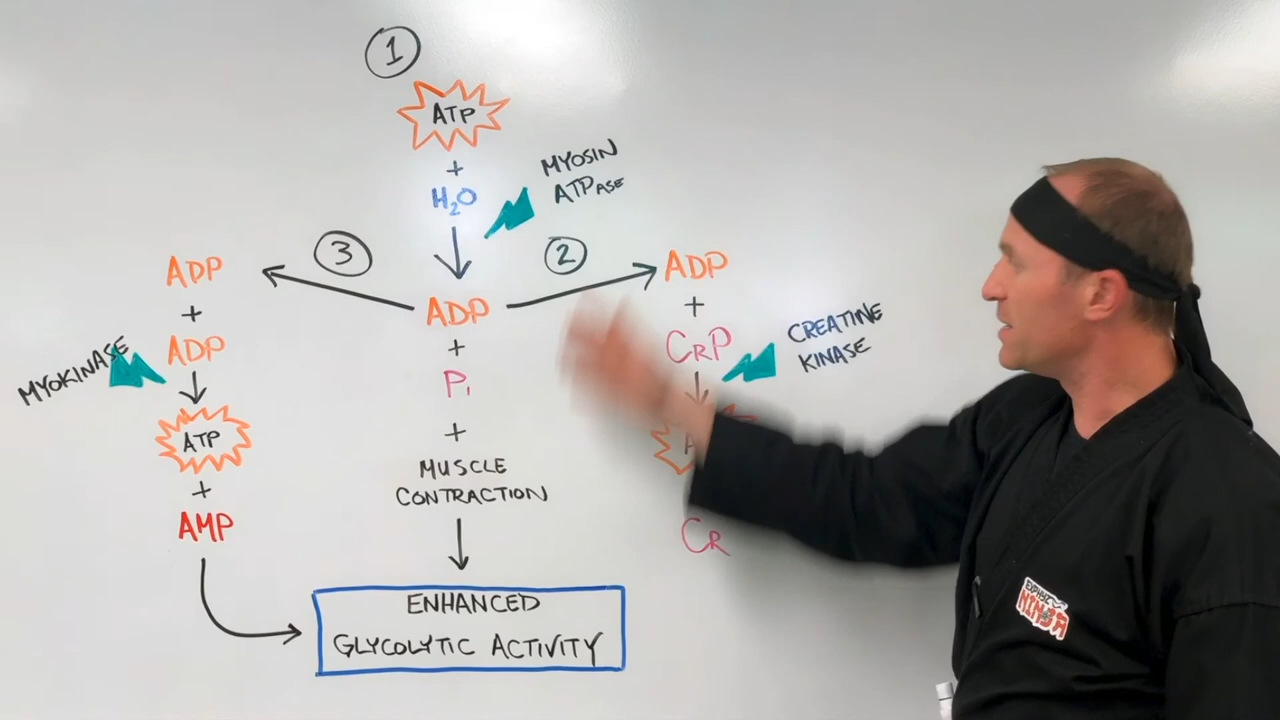 1
ATP
+
H₂O
MYOSIN
ATPASE
3
2
ADP
+
ADP
MYOKINASE
ATP
+
AMP
ADP
+
Pi
+
MUSCLE
CONTRACTION
ADP
+
CRP
CREATINE
KINASE
CR
ENHANCED
GLYCOLYTIC ACTIVITY
NINJA